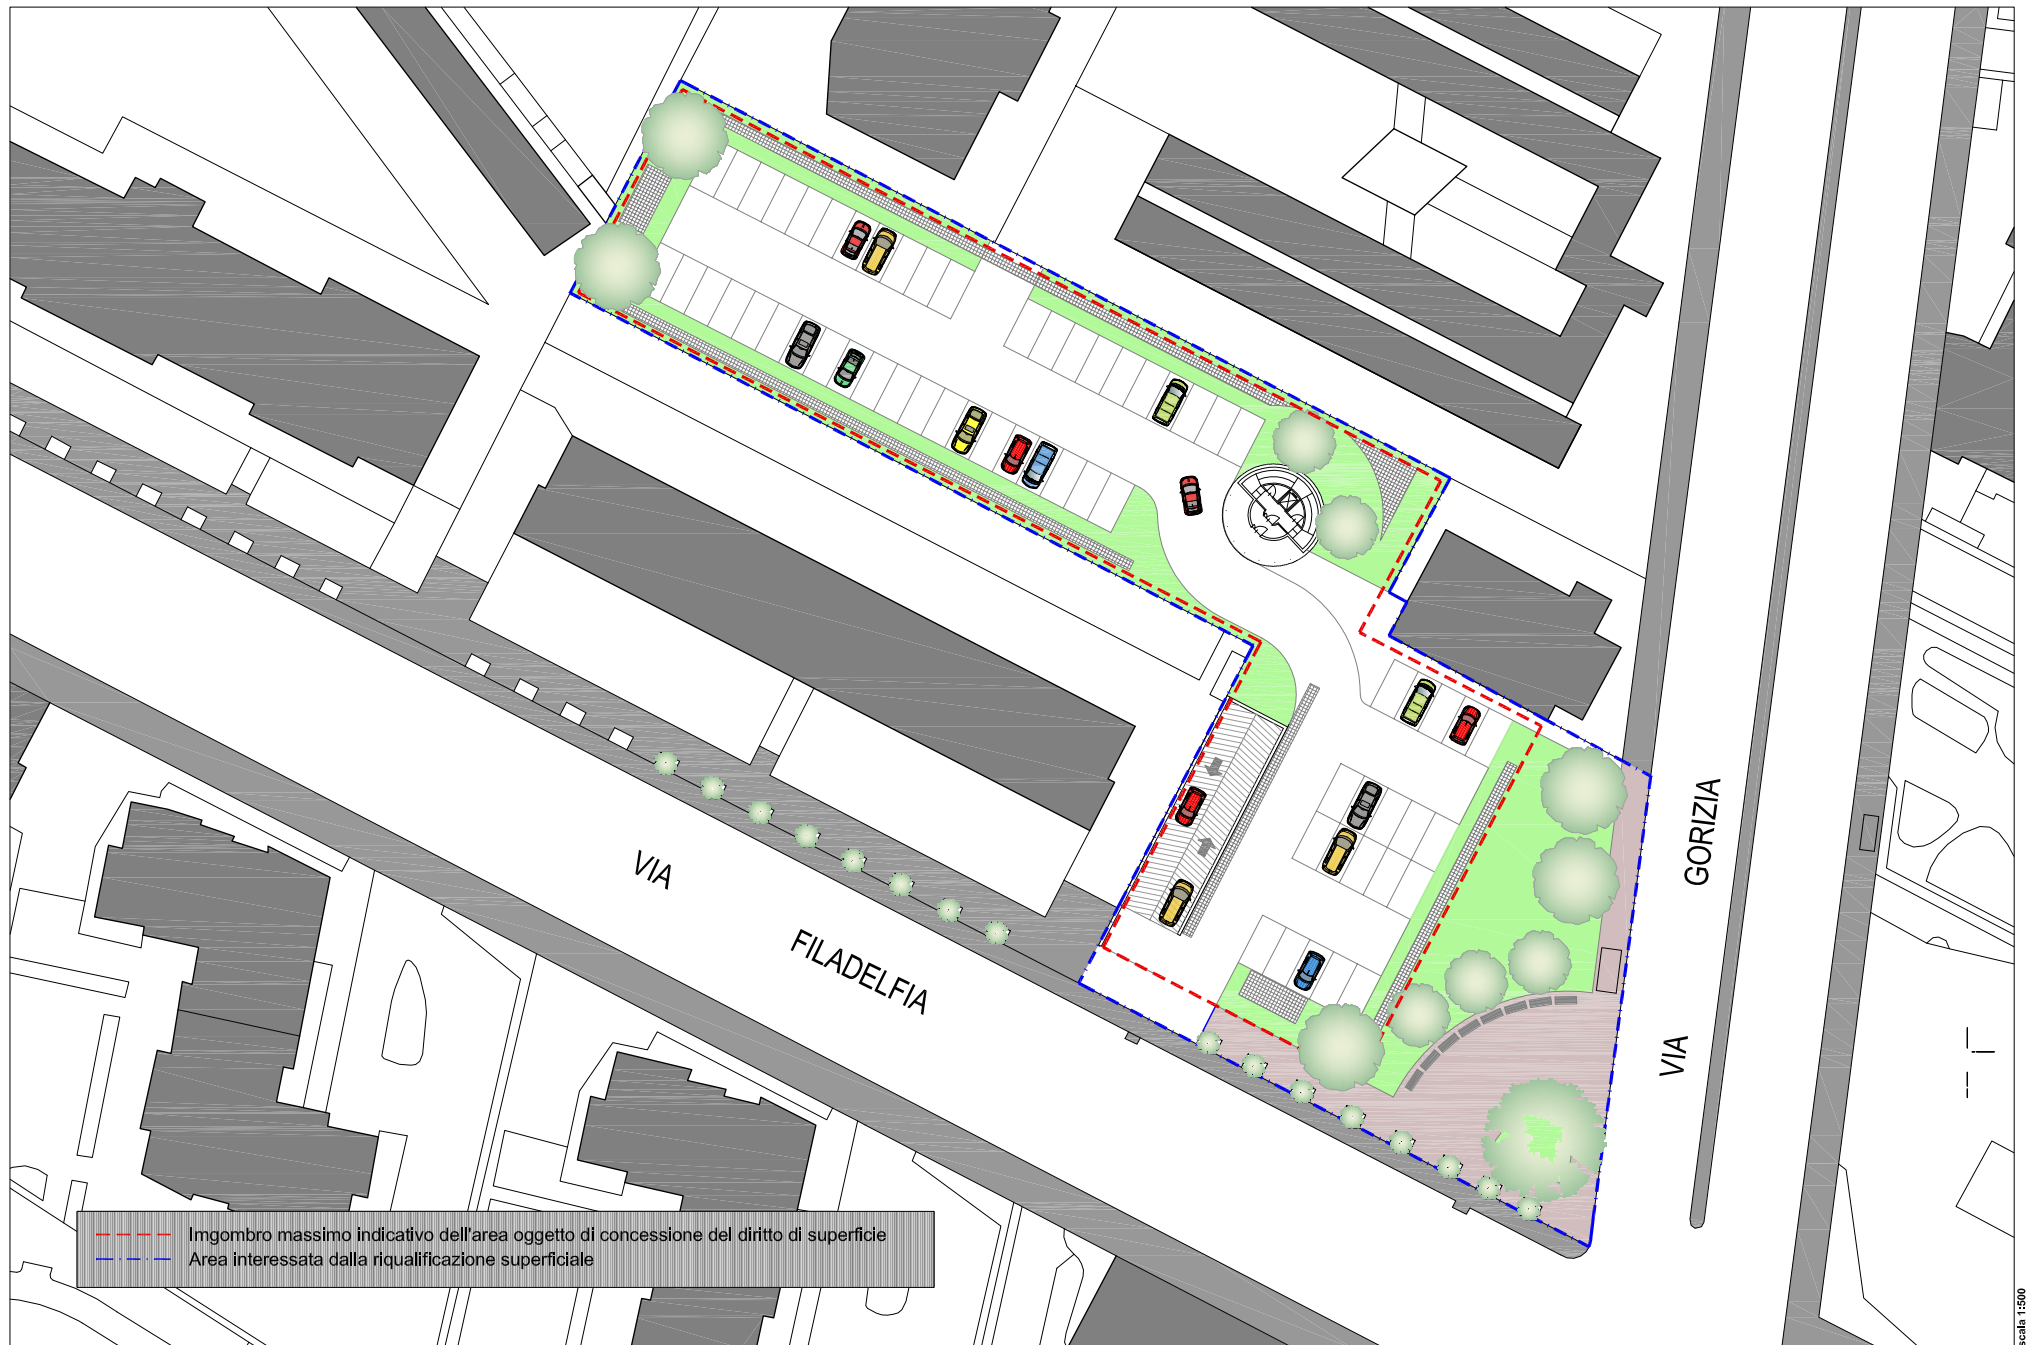 VIA
FILADELFIA
VIA
GORIZIA
Imgombro massimo indicativo dell'area oggetto di concessione del diritto di superficie
Area interessata dalla riqualificazione superficiale
scala 1:500